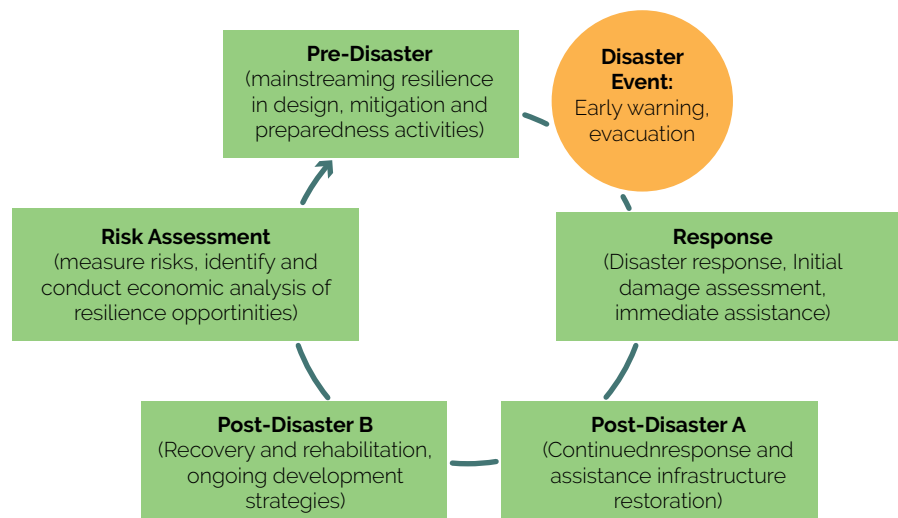 Pre-Disaster
(mainstreaming resilience
in design, mitigation and
preparedness activities)
Disaster
Event:
Early warning,
evacuation
Response
(Disaster response, Initial
damage assessment,
immediate assistance)
Post-Disaster A
(Continuednresponse and
assistance infrastructure
restoration)
Post-Disaster B
(Recovery and rehabilitation,
ongoing development
strategies)
Risk Assessment
(measure risks, identify and
conduct economic analysis of
resilience opportinities)